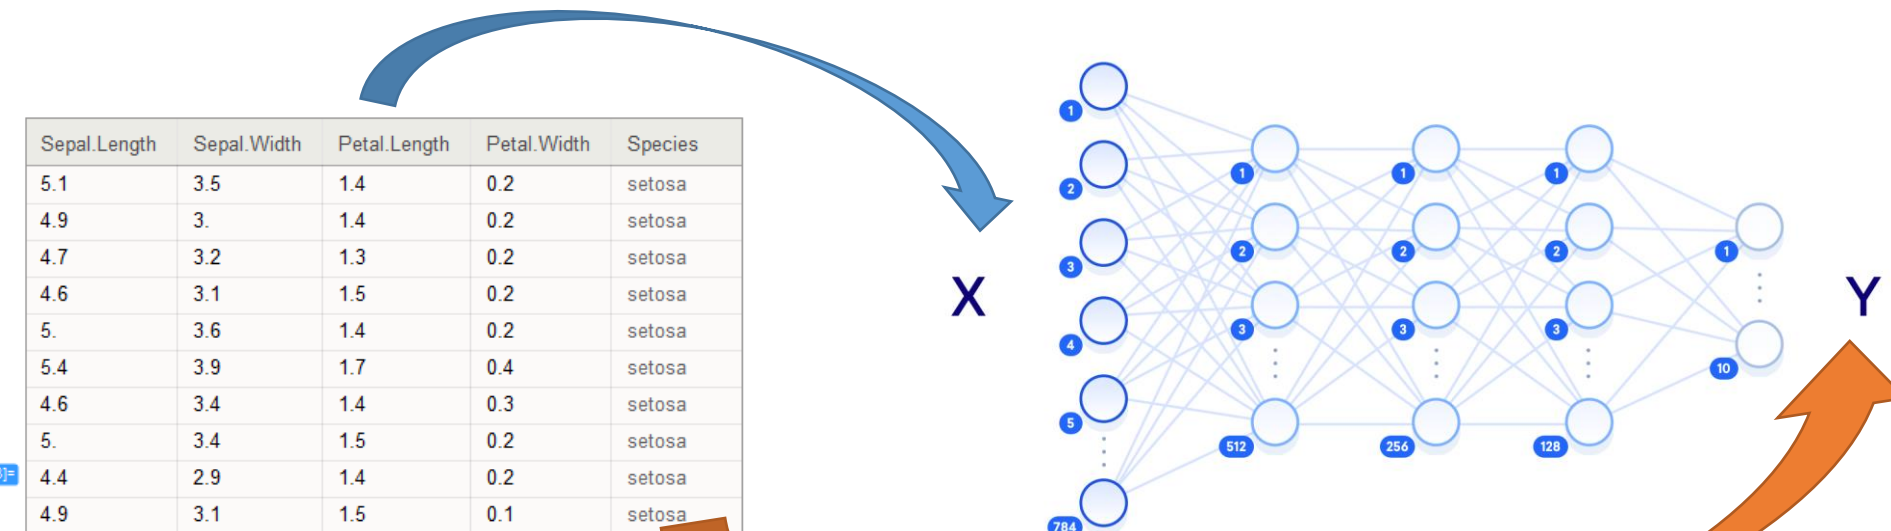 Sepal.Length Sepal.Width Petal.Length Petal.Width Species
5.1 3.5 1.4 0.2 setosa
4.9 3. 1.4 0.2 setosa
4.7 3.2 1.3 0.2 setosa
4.6 3.1 1.5 0.2 setosa
5. 3.6 1.4 0.2 setosa
5.4 3.9 1.7 0.4 setosa
4.6 3.4 1.4 0.3 setosa
5. 3.4 1.5 0.2 setosa
4.4 2.9 1.4 0.2 setosa
4.9 3.1 1.5 0.1 setosa
X
1
2
3
4
5
784
1
2
3
512
1
2
3
256
1
2
3
128
1
10
Y